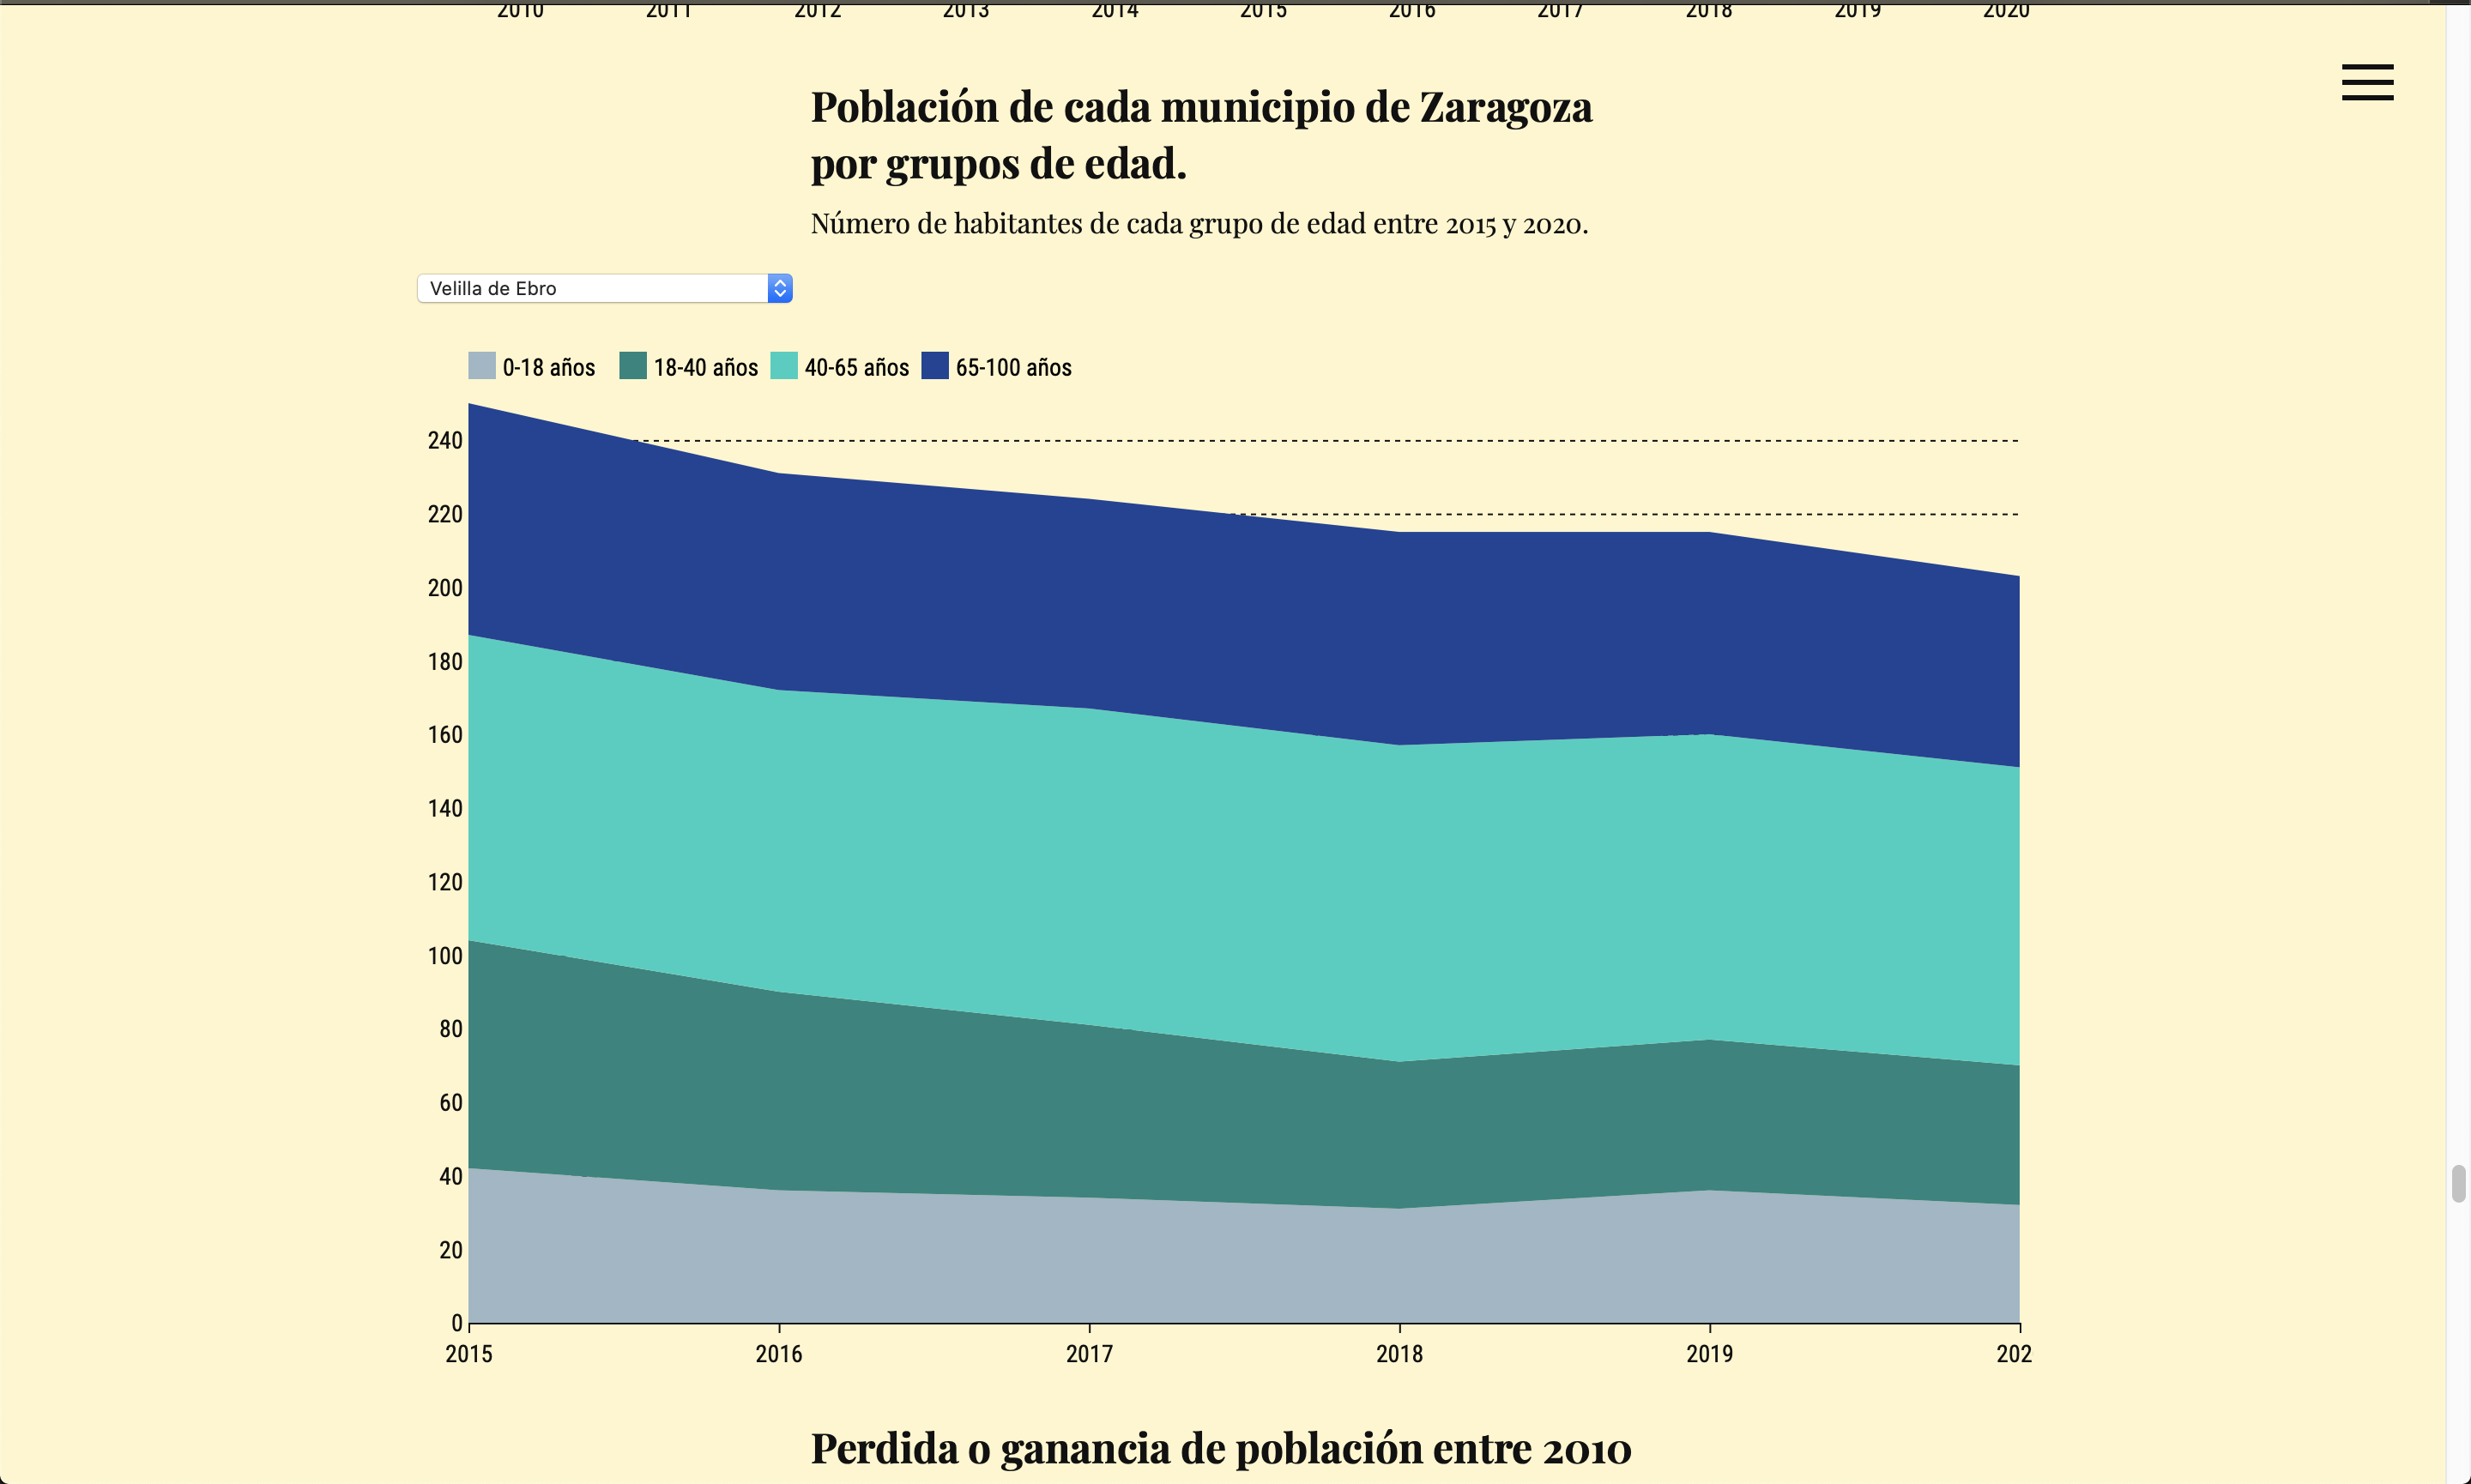 2010 2011 2012 2013 2014 2015 2016 2017 2018 2019 2020
Población de cada municipio de Zaragoza
por grupos de edad.
Número de habitantes de cada grupo de edad entre 2015 y 2020.
Velilla de Ebro
0-18 años 18-40 años 40-65 años 65-100 años
240
220
200
180
160
140
120
100
80
60
40
20
0
2015 2016 2017 2018 2019 202
Perdida o ganancia de población entre 2010